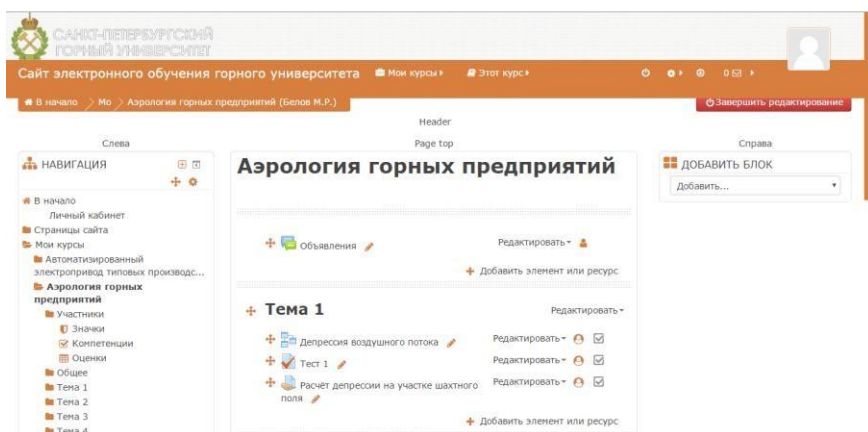 САНКТ-ПЕТЕРБУРГСКИЙ
ГОРНЫЙ УНИВЕРСИТЕТ
Сайт электронного обучения горного университета
Мои курсы
Этот курс
0
В начало
Мо
Аэрология горных предприятий (Белов М.Р.)
Завершить редактирование
Header
Слева
Page top
Справа
НАВИГАЦИЯ
В начало
Личный кабинет
Страницы сайта
Мои курсы
Автоматизированный
электропривод типовых производс...
Аэрология горных
предприятий
Участники
Значки
Компетенции
Оценки
Общее
Тема 1
Тема 2
Тема 3
Тема 4
Аэрология горных предприятий
Объявления
Редактировать
Добавить элемент или ресурс
Тема 1
Редактировать
Депрессия воздушного потока
Редактировать
Тест 1
Редактировать
Расчёт депрессии на участке шахтного
поля
Редактировать
Добавить элемент или ресурс
ДОБАВИТЬ БЛОК
Добавить...